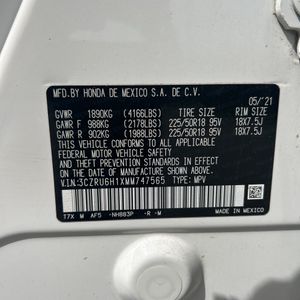 MFD.BY HONDA DE MEXICO S.A. DE C.V.
05/'21
TIRE SIZE RIM SIZE
GVWR 1890KG (4166LBS)
GAWR F 988KG (2178LBS) 225/50R18 95V 18X7.5J
GAWR R 902KG (1988LBS) 225/50R18 95V 18X7.5J
THIS VEHICLE CONFORMS TO ALL
APPLICABLE FEDERAL MOTOR VEHICLE
SAFETY AND THEFT PREVENTION
STANDARDS IN EFFECT ON THE DATE OF
MANUFACTURE SHOWN ABOVE.
V.I.N:3CZRU6H1XMM747565 TYPE: MPV
T7X M AF5 -NH883P -R -M
MADE IN MEXICO